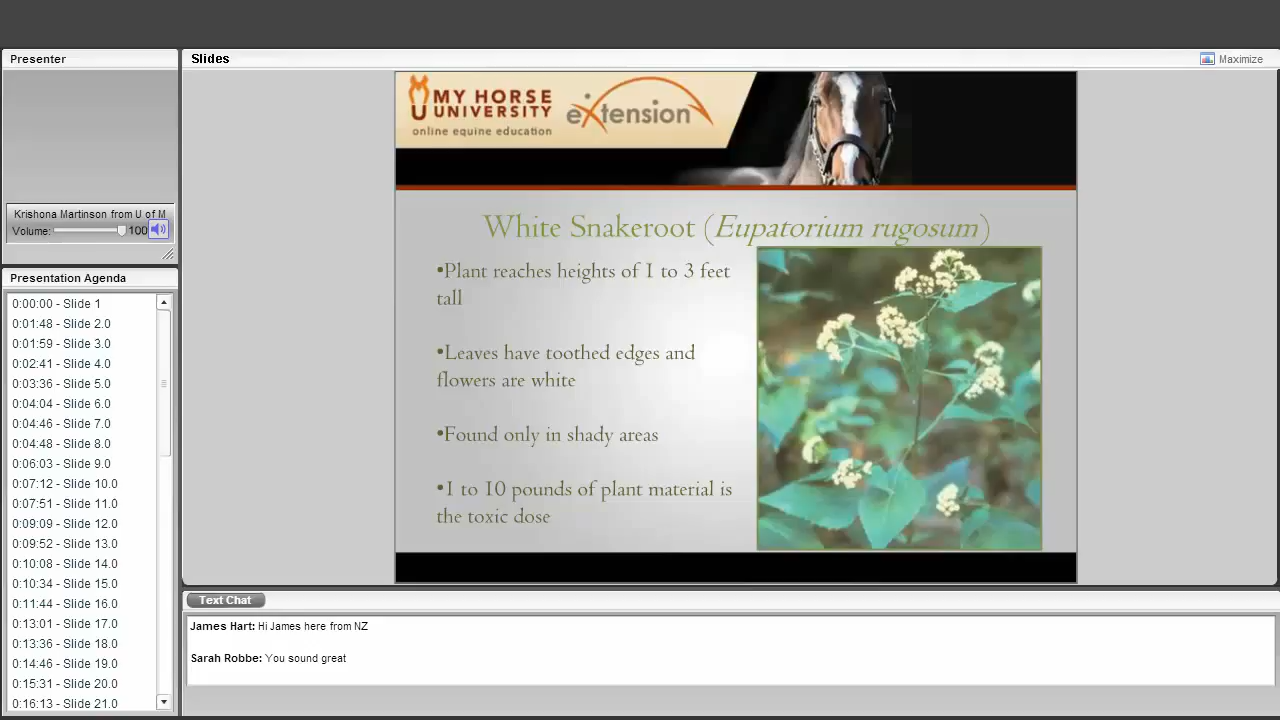 Presenter
Slides
Maximize
MY HORSE
UNIVERSITY
online equine education
eXtension
Krishona Martinson from U of M
Volume: 100
White Snakeroot (Eupatorium rugosum)
•Plant reaches heights of 1 to 3 feet
tall
•Leaves have toothed edges and
flowers are white
•Found only in shady areas
•1 to 10 pounds of plant material is
the toxic dose
Presentation Agenda
0:00:00 - Slide 1
0:01:48 - Slide 2.0
0:01:59 - Slide 3.0
0:02:41 - Slide 4.0
0:03:36 - Slide 5.0
0:04:04 - Slide 6.0
0:04:46 - Slide 7.0
0:04:48 - Slide 8.0
0:06:03 - Slide 9.0
0:07:12 - Slide 10.0
0:07:51 - Slide 11.0
0:09:09 - Slide 12.0
0:09:52 - Slide 13.0
0:10:08 - Slide 14.0
0:10:34 - Slide 15.0
0:11:44 - Slide 16.0
0:13:01 - Slide 17.0
0:13:36 - Slide 18.0
0:14:46 - Slide 19.0
0:15:31 - Slide 20.0
0:16:13 - Slide 21.0
Text Chat
James Hart: Hi James here from NZ
Sarah Robbe: You sound great